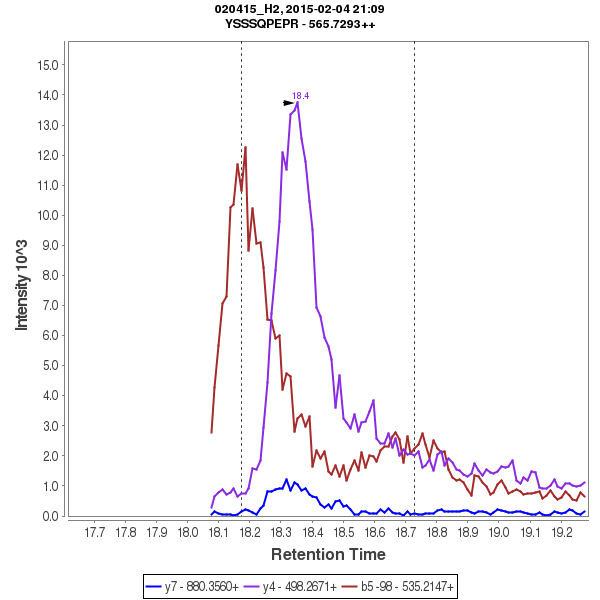 020415_H2, 2015-02-04 21:09
YSSSQPEPR - 565.7293++
15.0
14.0
13.0
12.0
11.0
10.0
9.0
8.0
7.0
6.0
5.0
4.0
3.0
2.0
1.0
0.0
Intensity 10^3
18.4
17.7 17.8 17.9 18.0 18.1 18.2 18.3 18.4 18.5 18.6 18.7 18.8 18.9 19.0 19.1 19.2
Retention Time
y7 - 880.3560+ y4 - 498.2671+ b5 -98 - 535.2147+